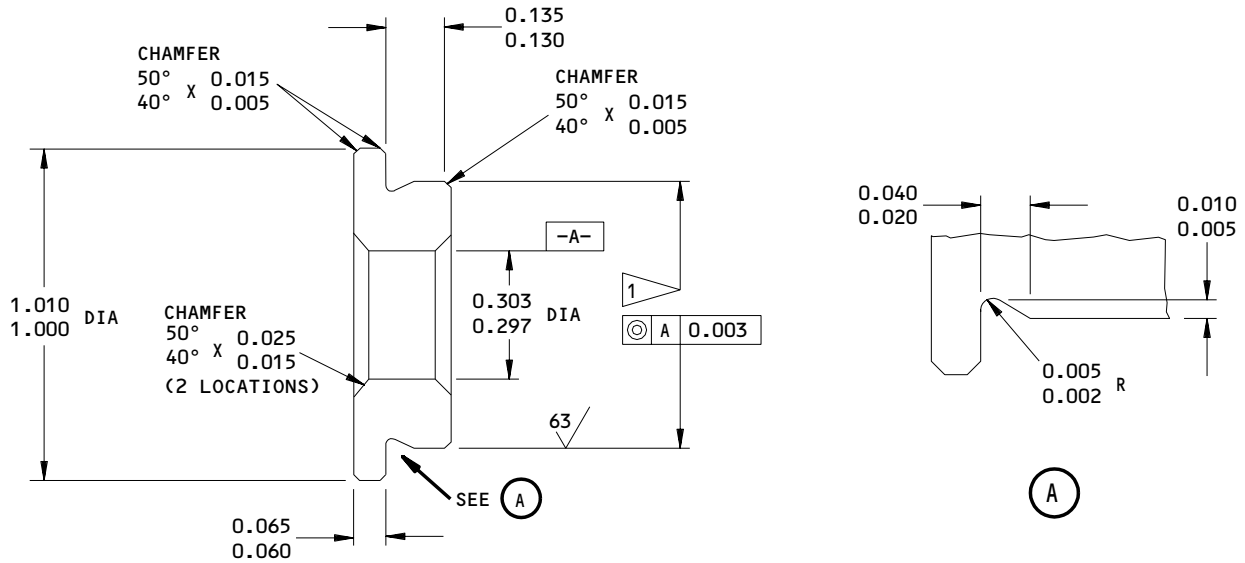 0.135
0.130
CHAMFER
50° X 0.015
40° 0.005
CHAMFER
50° X 0.015
40° 0.005
-A-
1.010
1.000 DIA
CHAMFER
50° X 0.025
40° 0.015
(2 LOCATIONS)
0.303
0.297 DIA
1
◎ A 0.003
63
SEE A
0.065
0.060
0.040
0.020
0.010
0.005
0.005
0.002 R
A